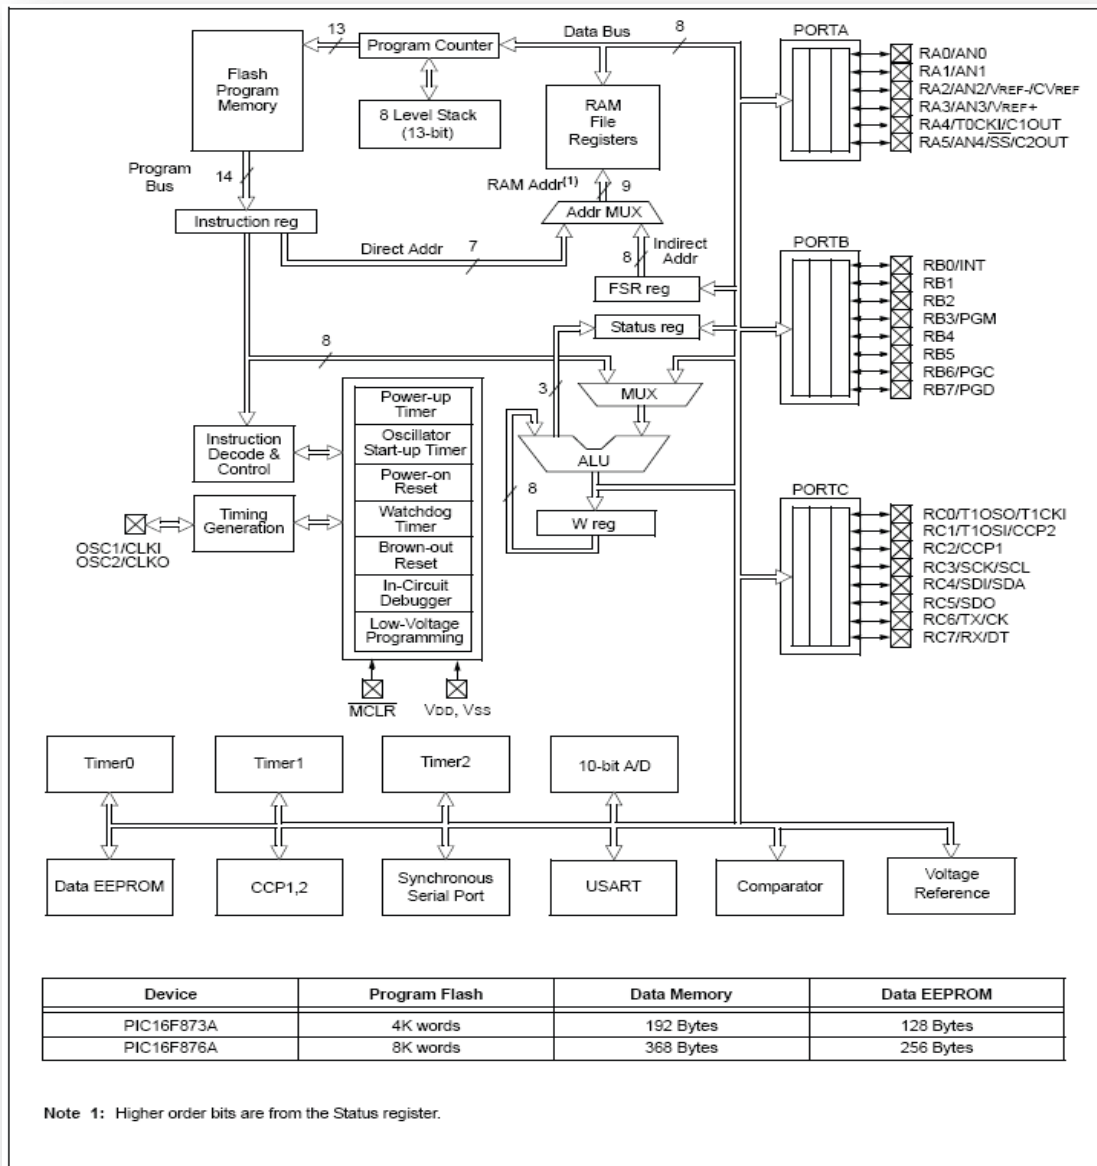 13
Program Counter
Data Bus
8
PORTA
Flash
Program
Memory
8 Level Stack
(13-bit)
RAM
File
Registers
RA0/AN0
RA1/AN1
RA2/AN2/VREF-/CVREF
RA3/AN3/VREF+
RA4/T0CKI/C1OUT
RA5/AN4/SS/C2OUT
Program
Bus
14
RAM Addr(1)
9
Instruction reg
Addr MUX
Direct Addr
7
8
Indirect
Addr
FSR reg
Status reg
PORTB
RB0/INT
RB1
RB2
RB3/PGM
RB4
RB5
RB6/PGC
RB7/PGD
8
3
MUX
Power-up
Timer
Oscillator
Start-up Timer
Power-on
Reset
Watchdog
Timer
Brown-out
Reset
In-Circuit
Debugger
Low-Voltage
Programming
Instruction
Decode &
Control
Timing
Generation
OSC1/CLKI
OSC2/CLKO
ALU
8
W reg
PORTC
RC0/T1OSO/T1CKI
RC1/T1OSI/CCP2
RC2/CCP1
RC3/SCK/SCL
RC4/SDI/SDA
RC5/SDO
RC6/TX/CK
RC7/RX/DT
MCLR
VDD, VSS
Timer0
Timer1
Timer2
10-bit A/D
Data EEPROM
CCP1,2
Synchronous
Serial Port
USART
Comparator
Voltage
Reference
Device Program Flash Data Memory Data EEPROM
PIC16F873A 4K words 192 Bytes 128 Bytes
PIC16F876A 8K words 368 Bytes 256 Bytes
Note 1: Higher order bits are from the Status register.